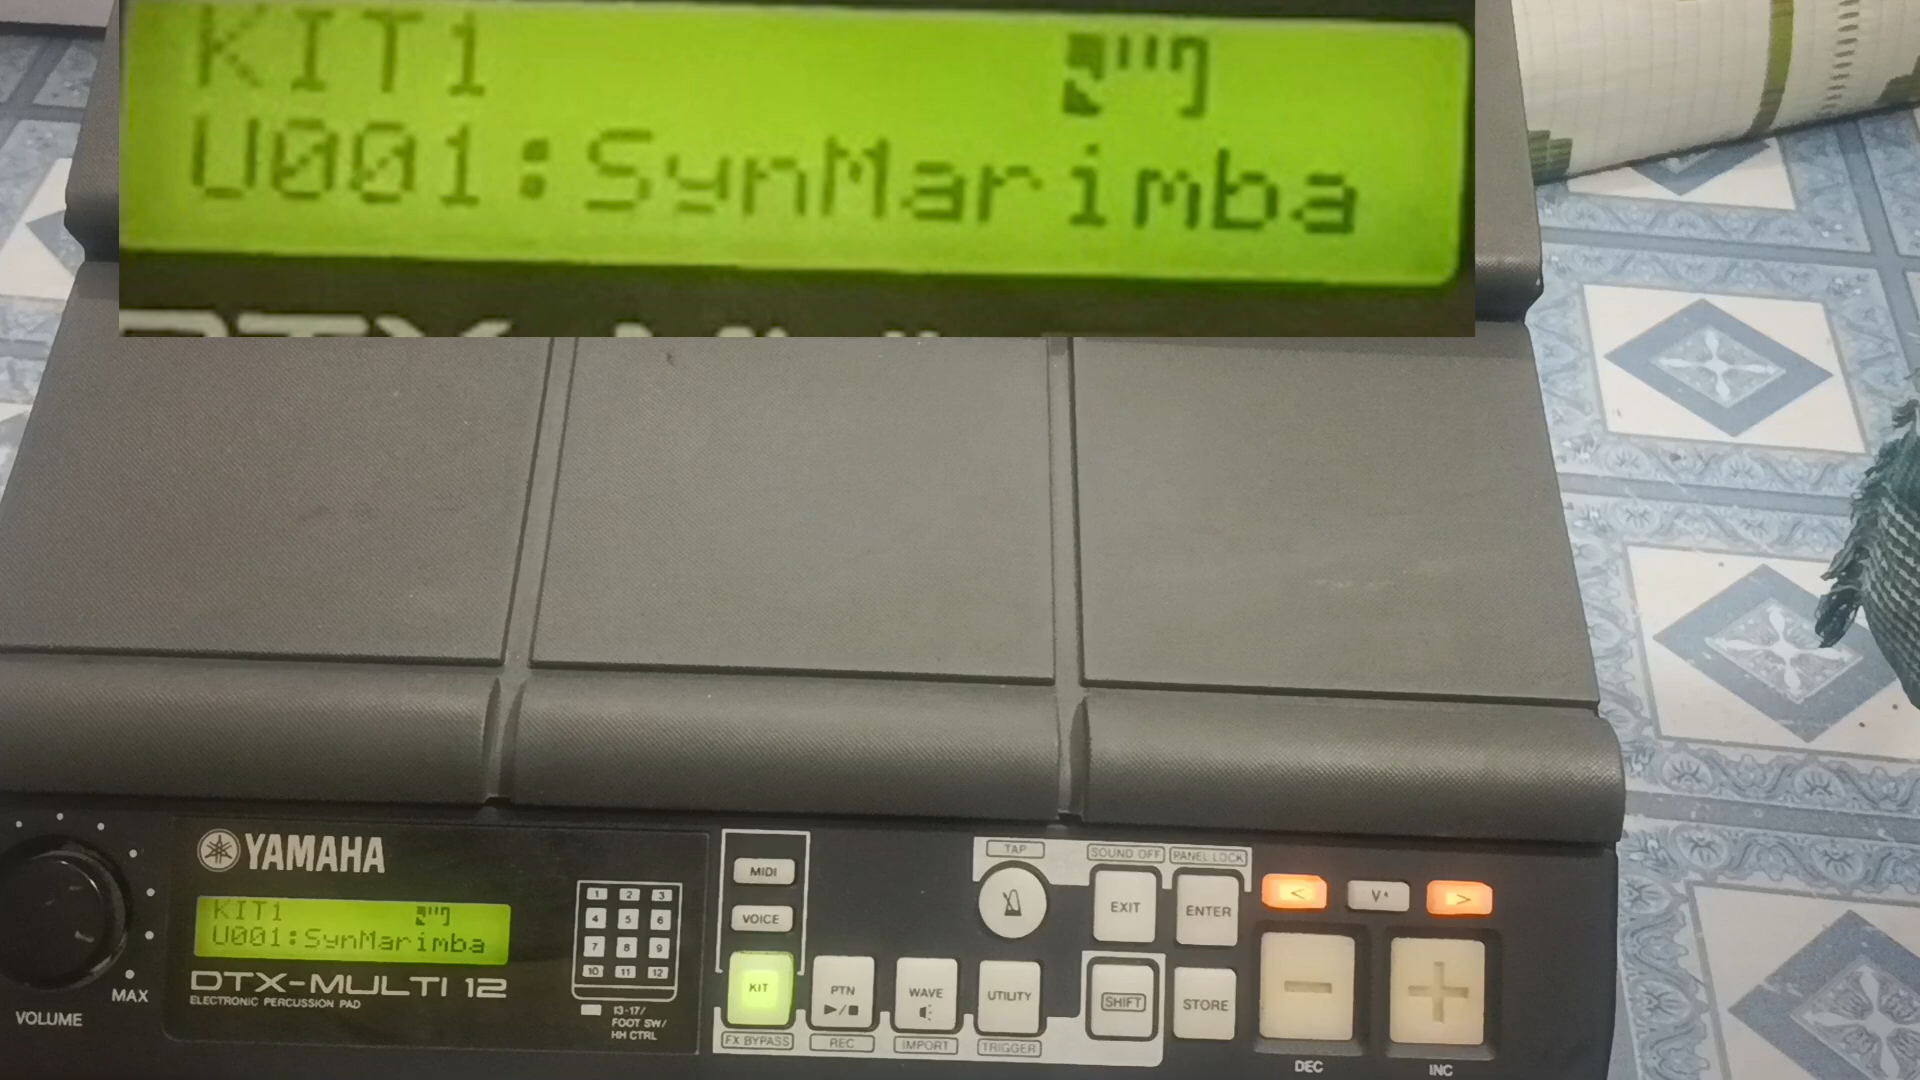 KIT1
U001:SynMarimba
YAMAHA
KIT1
U001:SynMarimba
DTX-MULTI 12
ELECTRONIC PERCUSSION PAD
VOLUME
MAX
1 2 3
4 5 6
7 8 9
10 11 12
13-17/
FOOT SW/
HH CTRL
MIDI
VOICE
KIT
FX BYPASS
PTN
REC
WAVE
IMPORT
UTILITY
TRIGGER
TAP
SOUND OFF
PANEL LOCK
EXIT
ENTER
SHIFT
STORE
<
>
−
+
DEC
INC